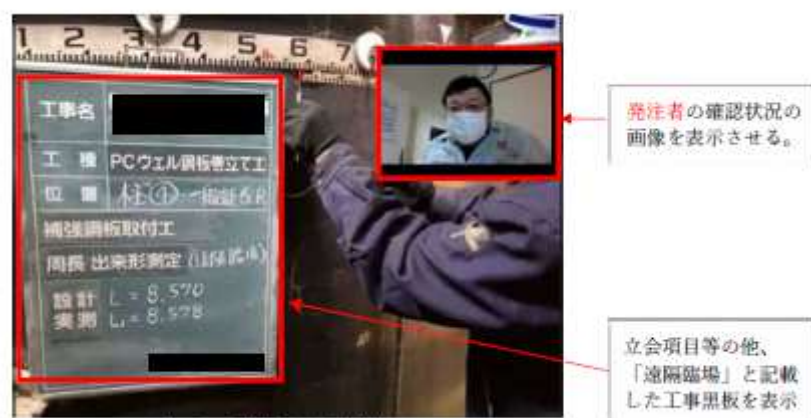 1 2 3 4 5 6 7
工事名
工種 PCウェル鋼板巻立て工
位置 柱①
補強鋼板取付工
周長 出来形測定
設計 L = 8.570
実測 L₁ = 8.578
発注者の確認状況の
画像を表示させる。
立会項目等の他、
「遠隔臨場」と記載
した工事黒板を表示